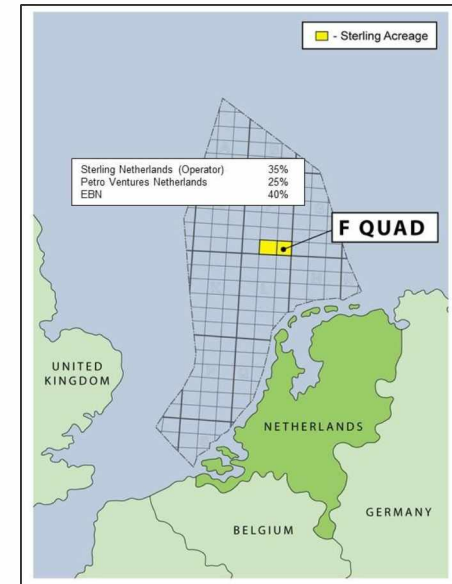 - Sterling Acreage
Sterling Netherlands (Operator) 35%
Petro Ventures Netherlands 25%
EBN 40%
F QUAD
UNITED
KINGDOM
NETHERLANDS
GERMANY
BELGIUM